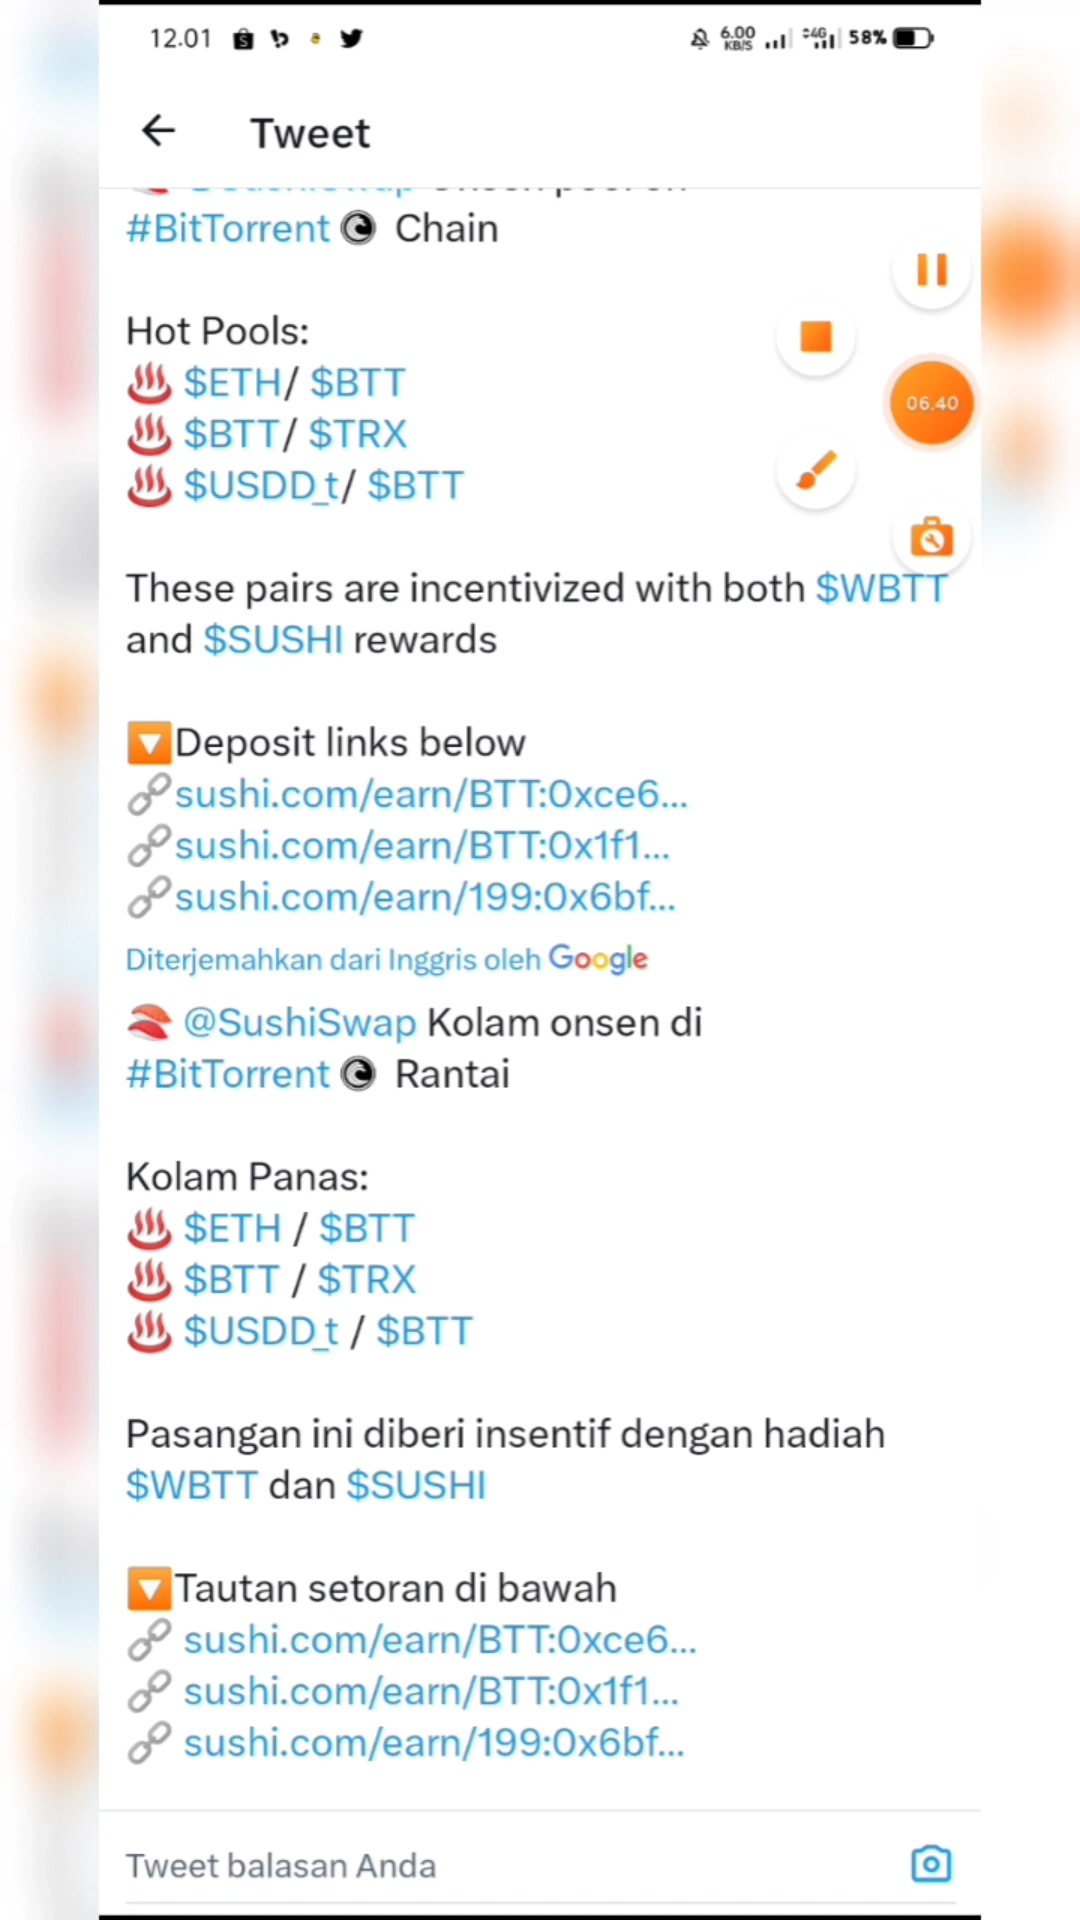 12.01
6.00
KB/S
4G
58%
Tweet
#BitTorrent Chain
Hot Pools:
$ETH/ $BTT
$BTT/ $TRX
$USDD_t/ $BTT
06.40
These pairs are incentivized with both $WBTT
and $SUSHI rewards
Deposit links below
sushi.com/earn/BTT:0xce6...
sushi.com/earn/BTT:0x1f1...
sushi.com/earn/199:0x6bf...
Diterjemahkan dari Inggris oleh Google
@SushiSwap Kolam onsen di
#BitTorrent Rantai
Kolam Panas:
$ETH / $BTT
$BTT / $TRX
$USDD_t / $BTT
Pasangan ini diberi insentif dengan hadiah
$WBTT dan $SUSHI
Tautan setoran di bawah
sushi.com/earn/BTT:0xce6...
sushi.com/earn/BTT:0x1f1...
sushi.com/earn/199:0x6bf...
Tweet balasan Anda